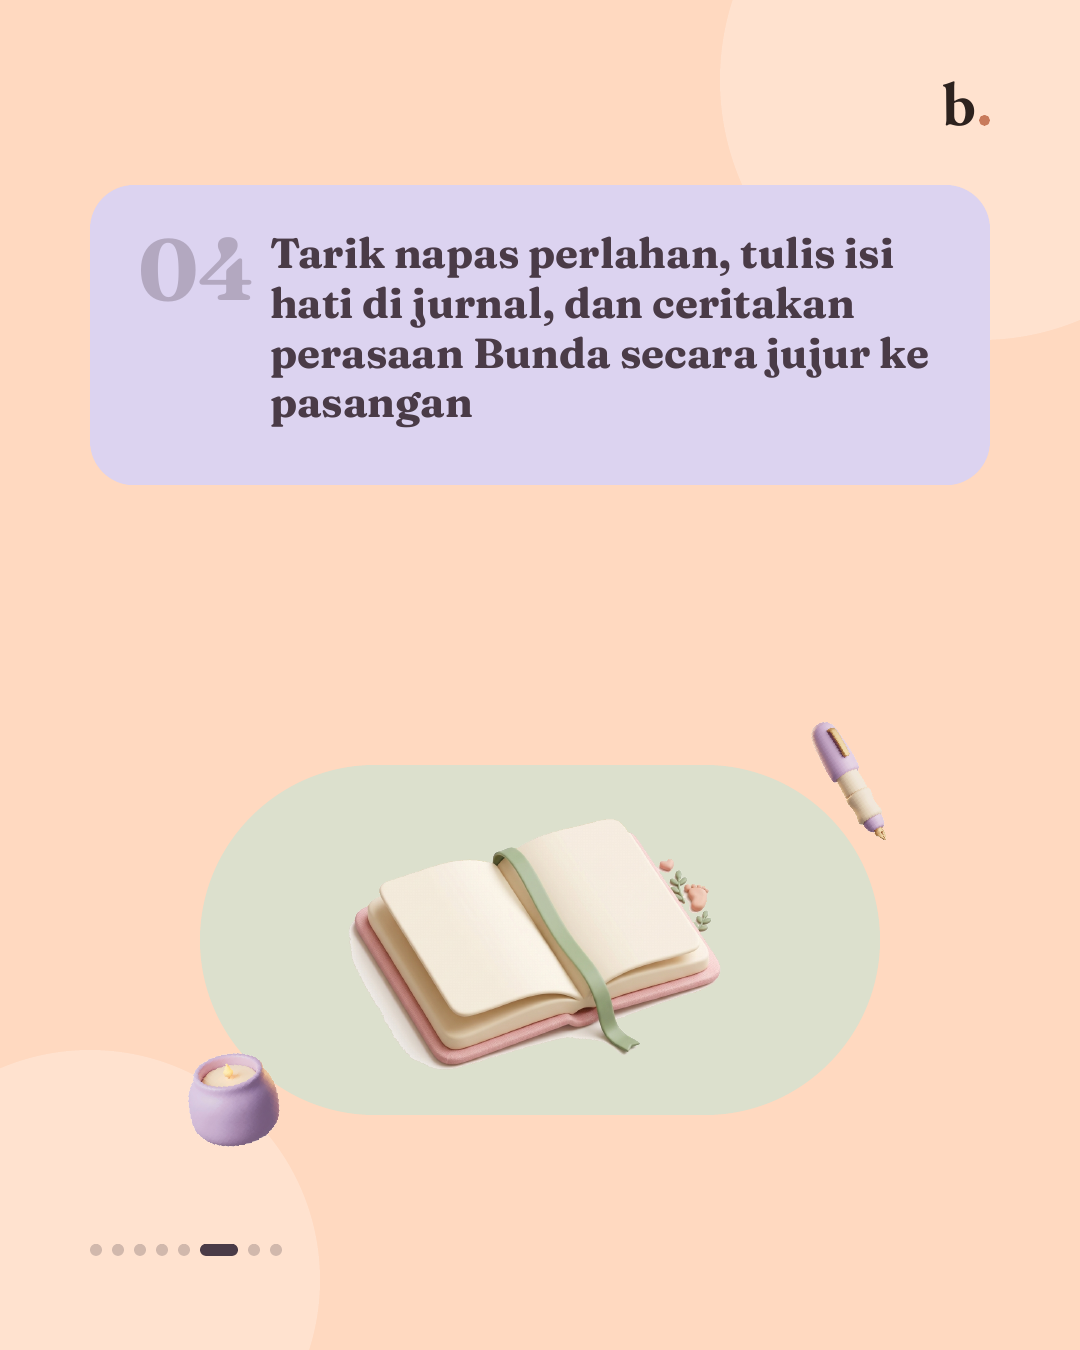 b.
04
Tarik napas perlahan, tulis isi
hati di jurnal, dan ceritakan
perasaan Bunda secara jujur ke
pasangan